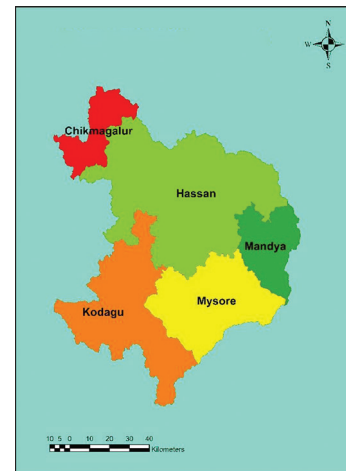 N
W E
S
Chikmagalur
Hassan
Mandya
Mysore
Kodagu
10 5 0 10 20 30 40
Kilometers